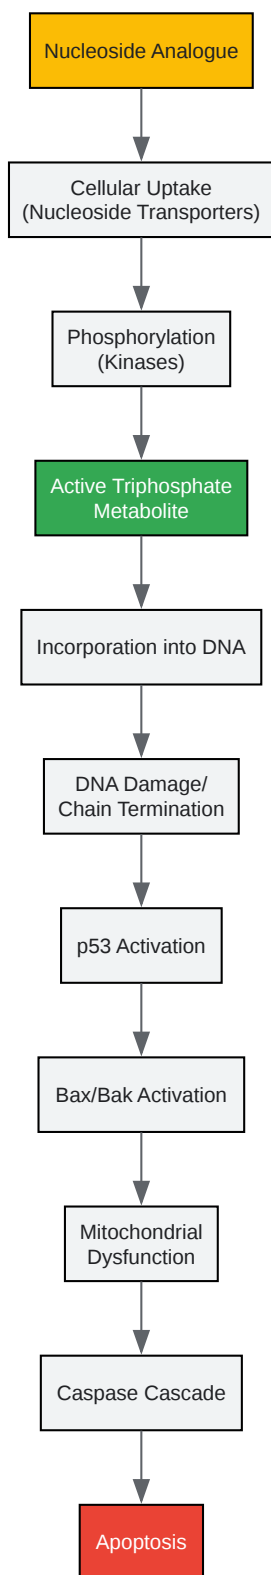 Nucleoside Analogue
Cellular Uptake
(Nucleoside Transporters)
Phosphorylation
(Kinases)
Active Triphosphate
Metabolite
Incorporation into DNA
DNA Damage/
Chain Termination
p53 Activation
Bax/Bak Activation
Mitochondrial
Dysfunction
Caspase Cascade
Apoptosis